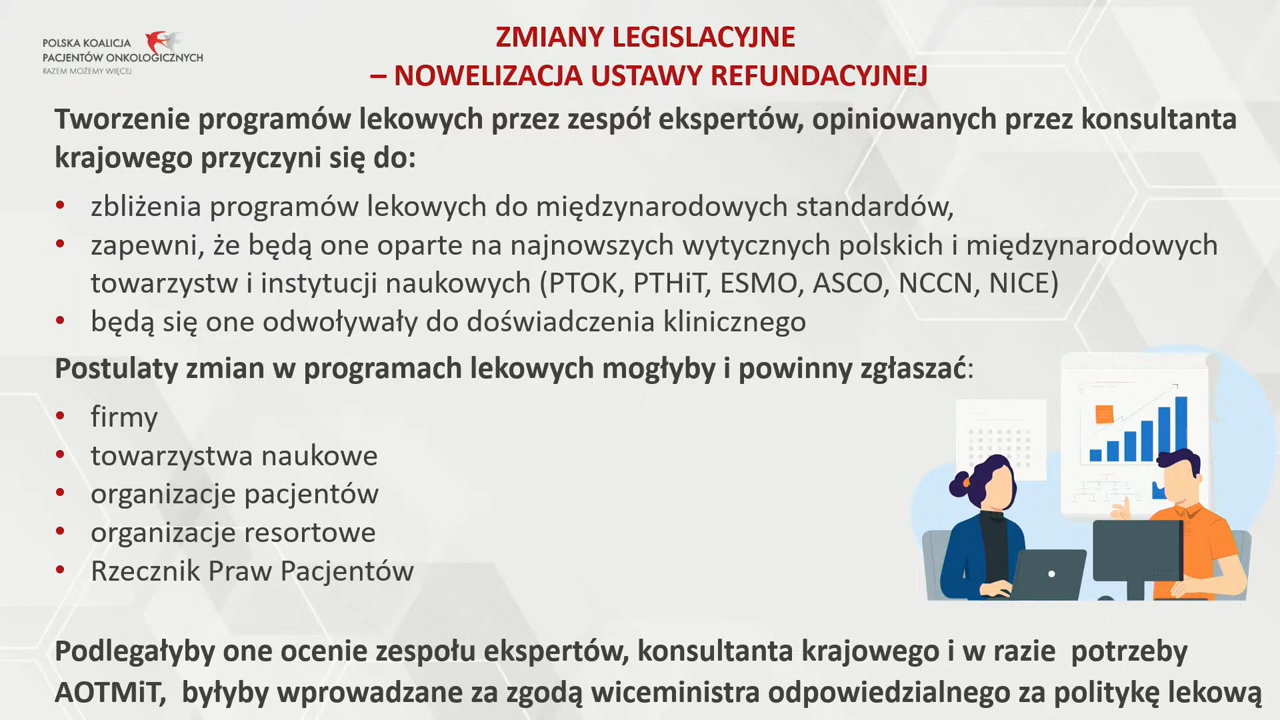 POLSKA KOALICJA
PACJENTÓW ONKOLOGICZNYCH
RAZEM MOŻEMY WIĘCEJ
ZMIANY LEGISLACYJNE
– NOWELIZACJA USTAWY REFUNDACYJNEJ
Tworzenie programów lekowych przez zespół ekspertów, opiniowanych przez konsultanta
krajowego przyczyni się do:
• zbliżenia programów lekowych do międzynarodowych standardów,
• zapewni, że będą one oparte na najnowszych wytycznych polskich i międzynarodowych
towarzystw i instytucji naukowych (PTOK, PTHiT, ESMO, ASCO, NCCN, NICE)
• będą się one odwoływały do doświadczenia klinicznego
Postulaty zmian w programach lekowych mogłyby i powinny zgłaszać:
• firmy
• towarzystwa naukowe
• organizacje pacjentów
• organizacje resortowe
• Rzecznik Praw Pacjentów
Podlegałyby one ocenie zespołu ekspertów, konsultanta krajowego i w razie  potrzeby
AOTMiT,  byłyby wprowadzane za zgodą wiceministra odpowiedzialnego za politykę lekową